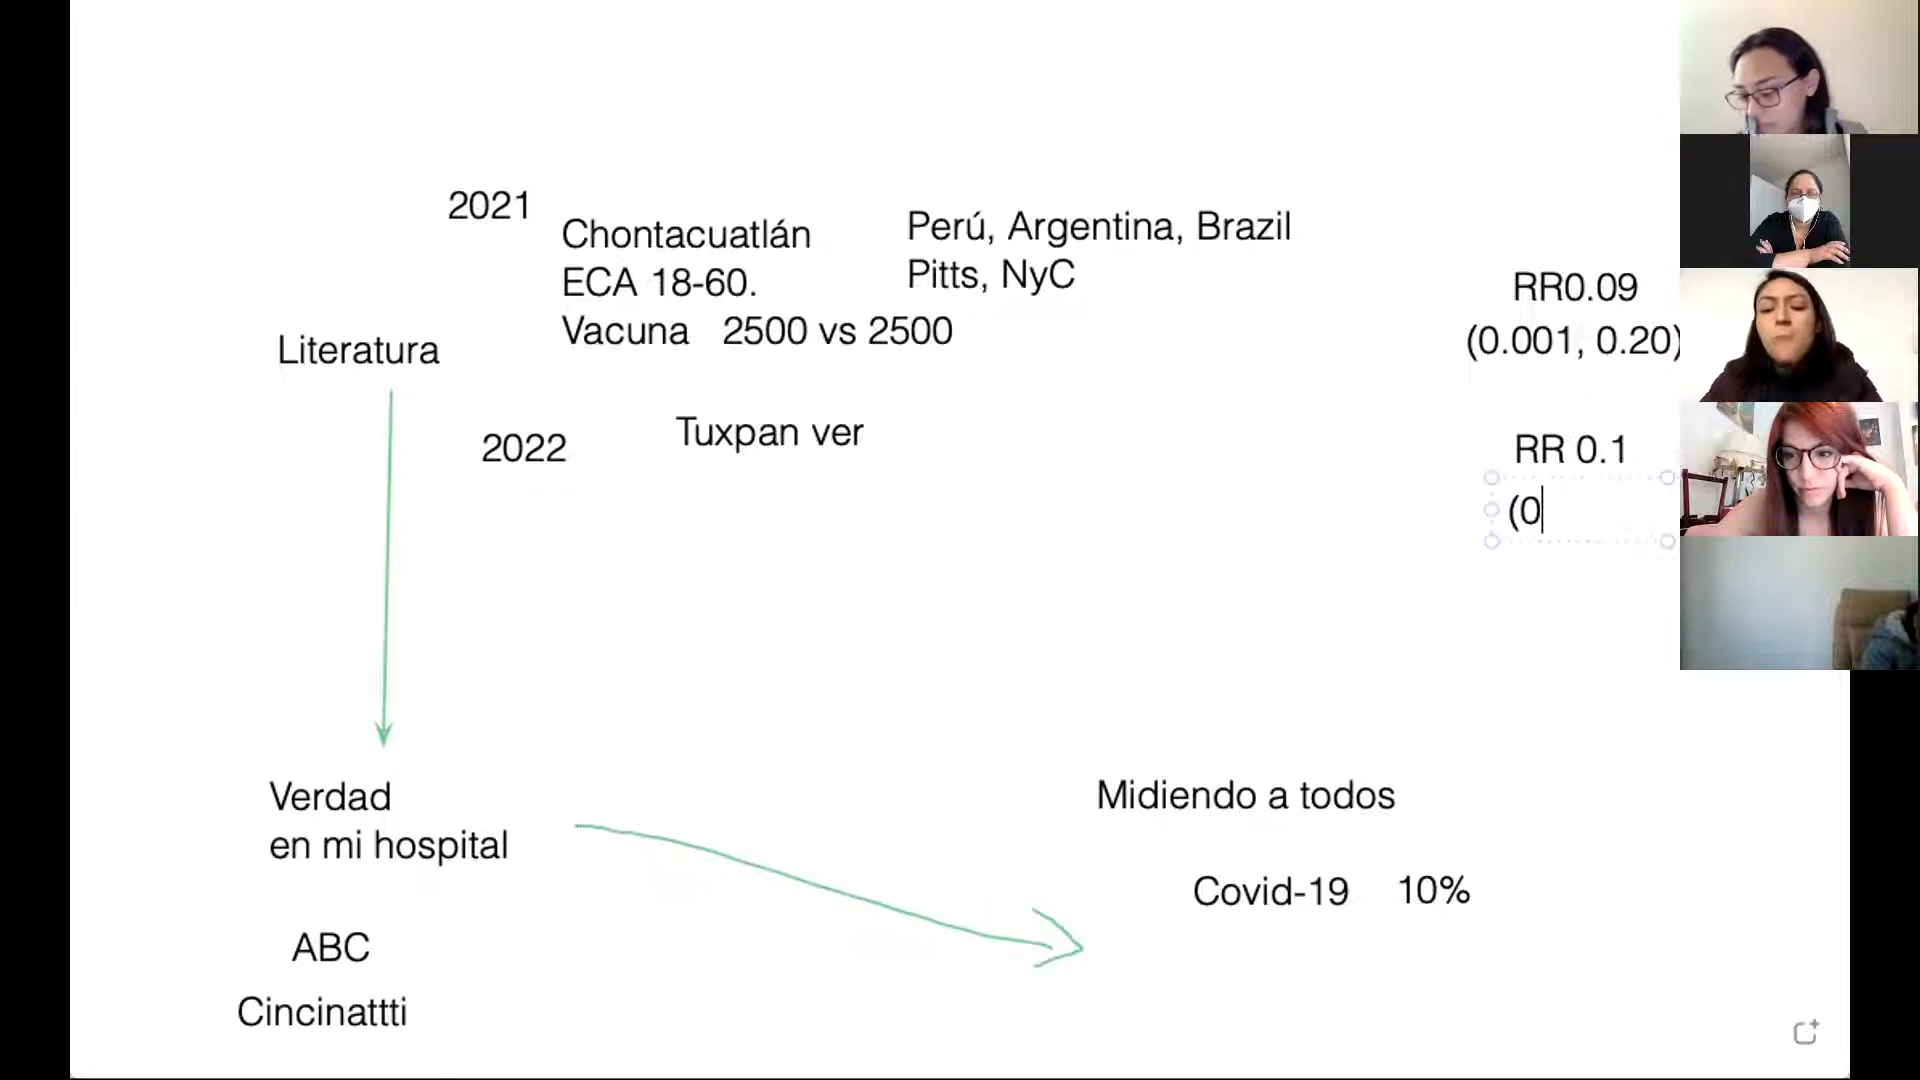 2021
Chontacuatlán
ECA 18-60.
Vacuna 2500 vs 2500
Perú, Argentina, Brazil
Pitts, NyC
RR0.09
(0.001, 0.20)
Literatura
2022
Tuxpan ver
RR 0.1
(0
Verdad
en mi hospital
Midiendo a todos
Covid-19 10%
ABC
Cincinattti